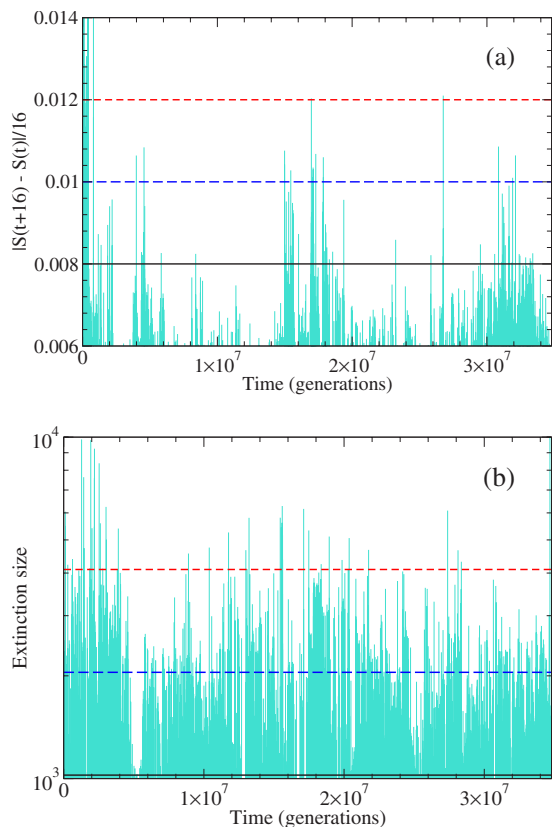 0.014
(a)
0.012
0.01
0.008
0.006
|S(t+16) - S(t)|/16
0
1×10⁷
2×10⁷
3×10⁷
Time (generations)
10⁴
(b)
Extinction size
10³
0
1×10⁷
2×10⁷
3×10⁷
Time (generations)